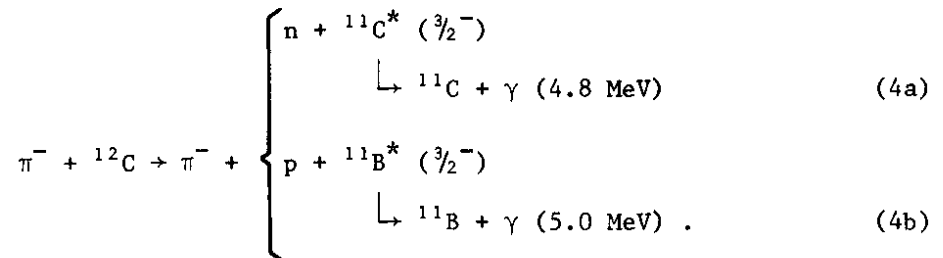 n + ¹¹C* (³⁄₂⁻)
↳ ¹¹C + γ (4.8 MeV) (4a)
π⁻ + ¹²C → π⁻ + {
p + ¹¹B* (³⁄₂⁻)
↳ ¹¹B + γ (5.0 MeV) . (4b)